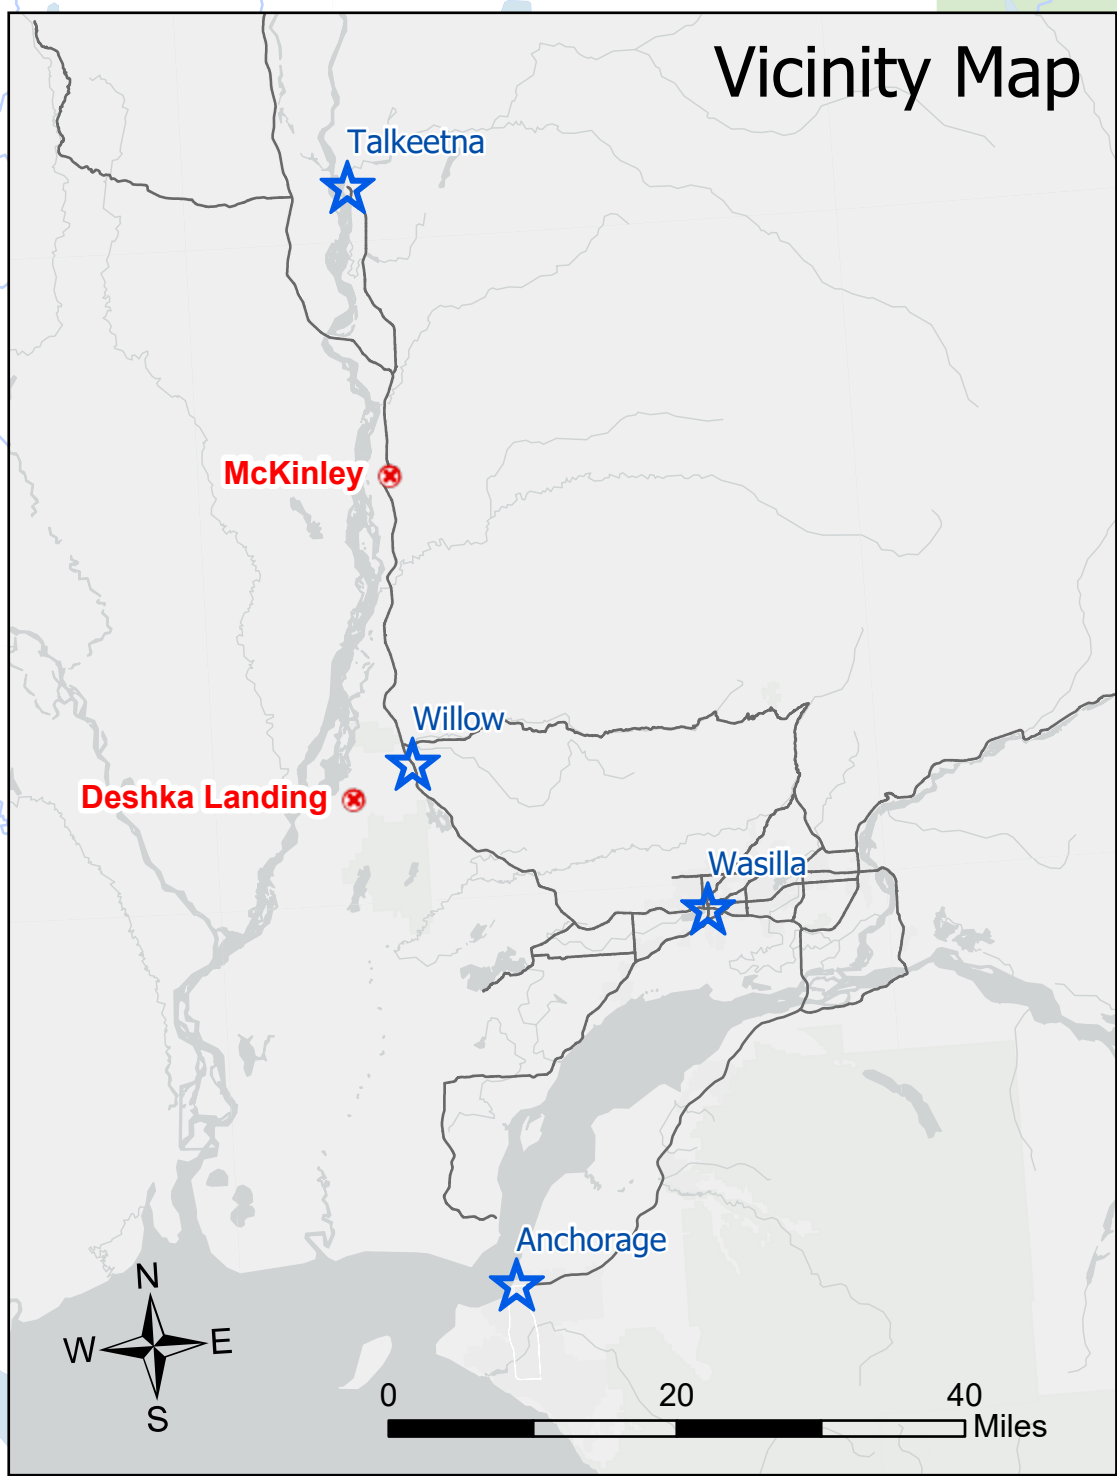 Vicinity Map
Talkeetna
McKinley
Willow
Deshka Landing
Wasilla
Anchorage
N
W
E
S
0
20
40
Miles